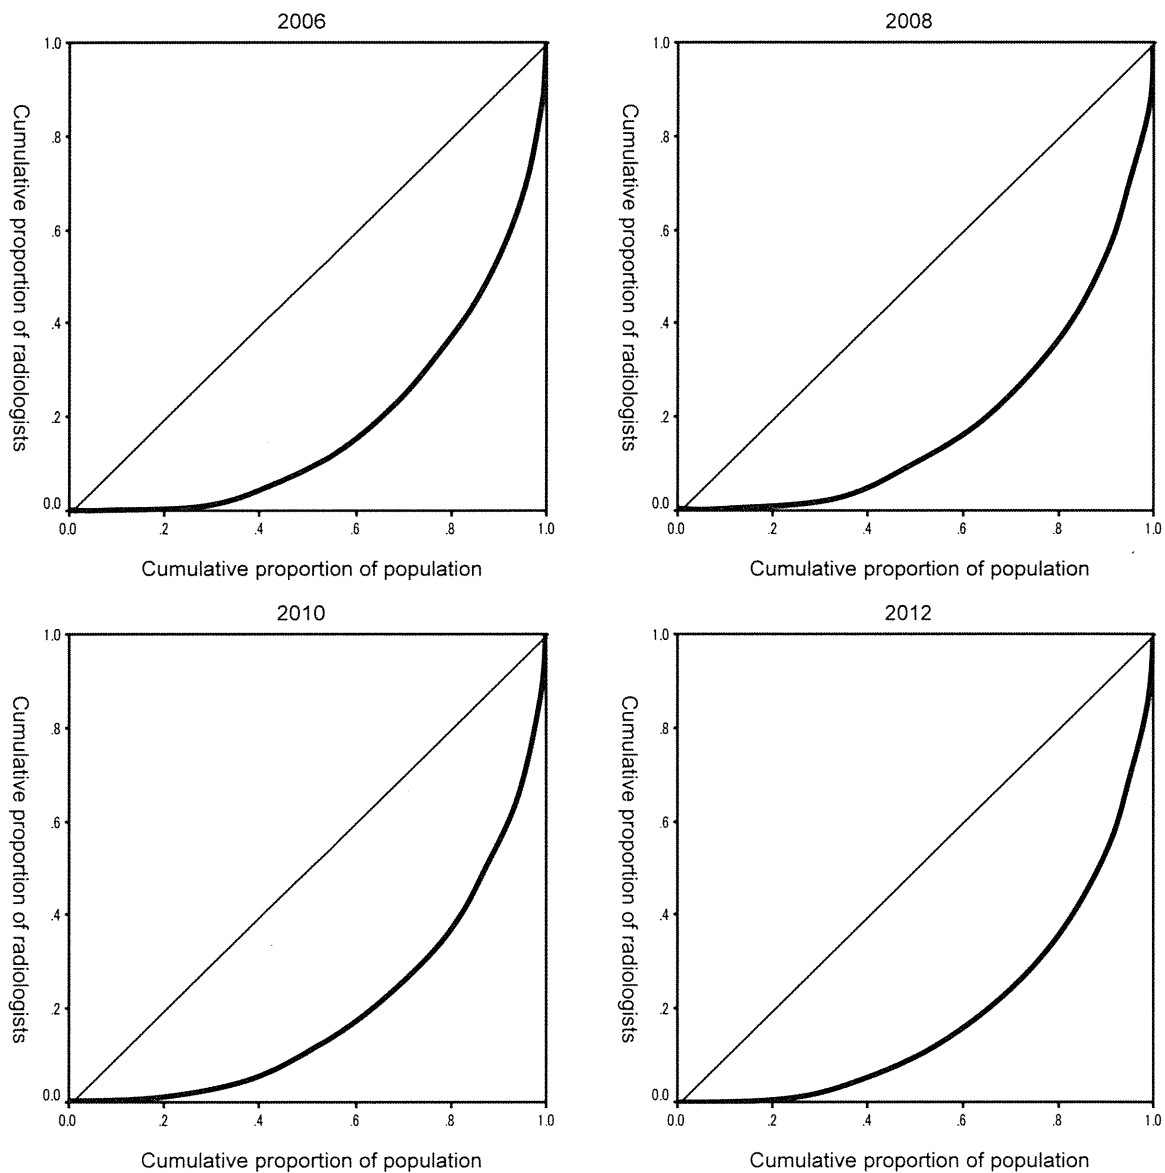 2006
1.0
.8
.6
.4
.2
0.0
Cumulative proportion of radiologists
0.0 .2 .4 .6 .8 1.0
Cumulative proportion of population
2008
1.0
.8
.6
.4
.2
0.0
Cumulative proportion of radiologists
0.0 .2 .4 .6 .8 1.0
Cumulative proportion of population
2010
1.0
.8
.6
.4
.2
0.0
Cumulative proportion of radiologists
0.0 .2 .4 .6 .8 1.0
Cumulative proportion of population
2012
1.0
.8
.6
.4
.2
0.0
Cumulative proportion of radiologists
0.0 .2 .4 .6 .8 1.0
Cumulative proportion of population